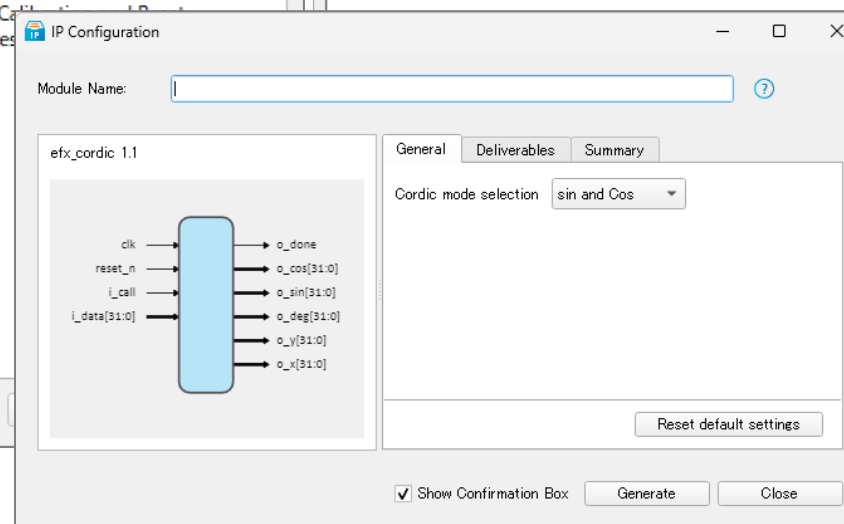 IP Configuration
Module Name:
efx_cordic 1.1
clk
reset_n
i_call
i_data[31:0]
o_done
o_cos[31:0]
o_sin[31:0]
o_deg[31:0]
o_y[31:0]
o_x[31:0]
General Deliverables Summary
Cordic mode selection sin and Cos
Reset default settings
Show Confirmation Box Generate Close